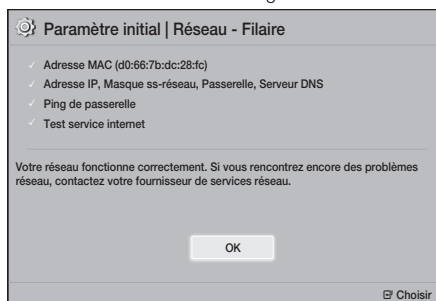 Paramètre initial | Réseau - Filaire
Adresse MAC (d0:66:7b:dc:28:fc)
Adresse IP, Masque ss-réseau, Passerelle, Serveur DNS
Ping de passerelle
Test service internet
Votre réseau fonctionne correctement. Si vous rencontrez encore des problèmes
réseau, contactez votre fournisseur de services réseau.
OK
Choisir